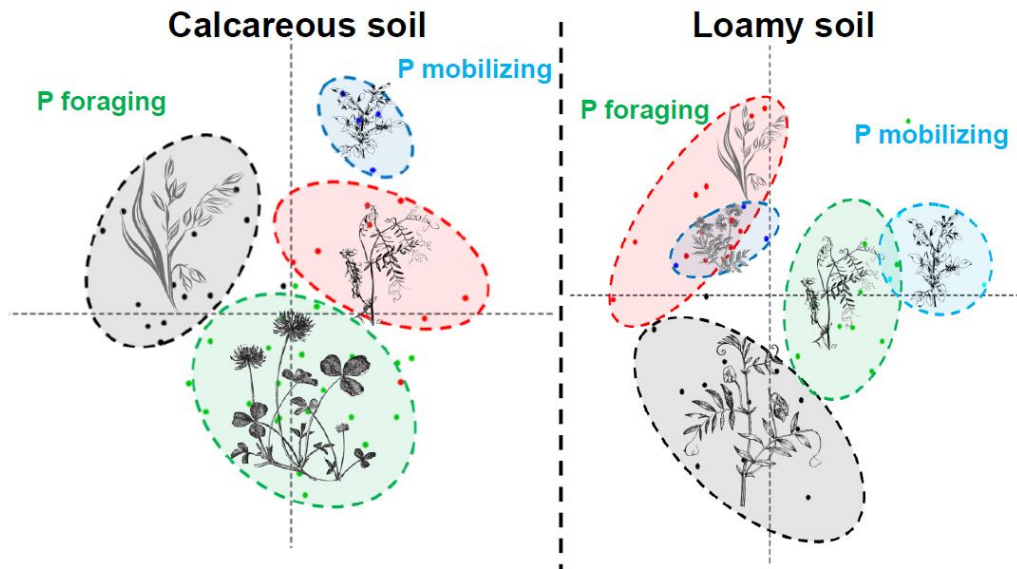 Calcareous soil
P foraging
P mobilizing
Loamy soil
P foraging
P mobilizing